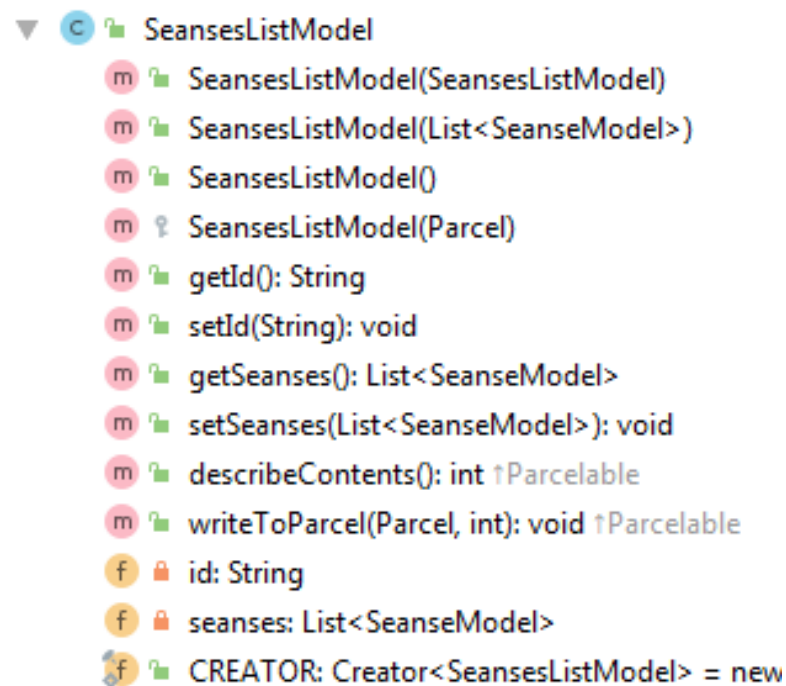 C SeansesListModel
m SeansesListModel(SeansesListModel)
m SeansesListModel(List<SeanseModel>)
m SeansesListModel()
m SeansesListModel(Parcel)
m getId(): String
m setId(String): void
m getSeanses(): List<SeanseModel>
m setSeanses(List<SeanseModel>): void
m describeContents(): int ↑Parcelable
m writeToParcel(Parcel, int): void ↑Parcelable
f id: String
f seanses: List<SeanseModel>
f CREATOR: Creator<SeansesListModel> = new